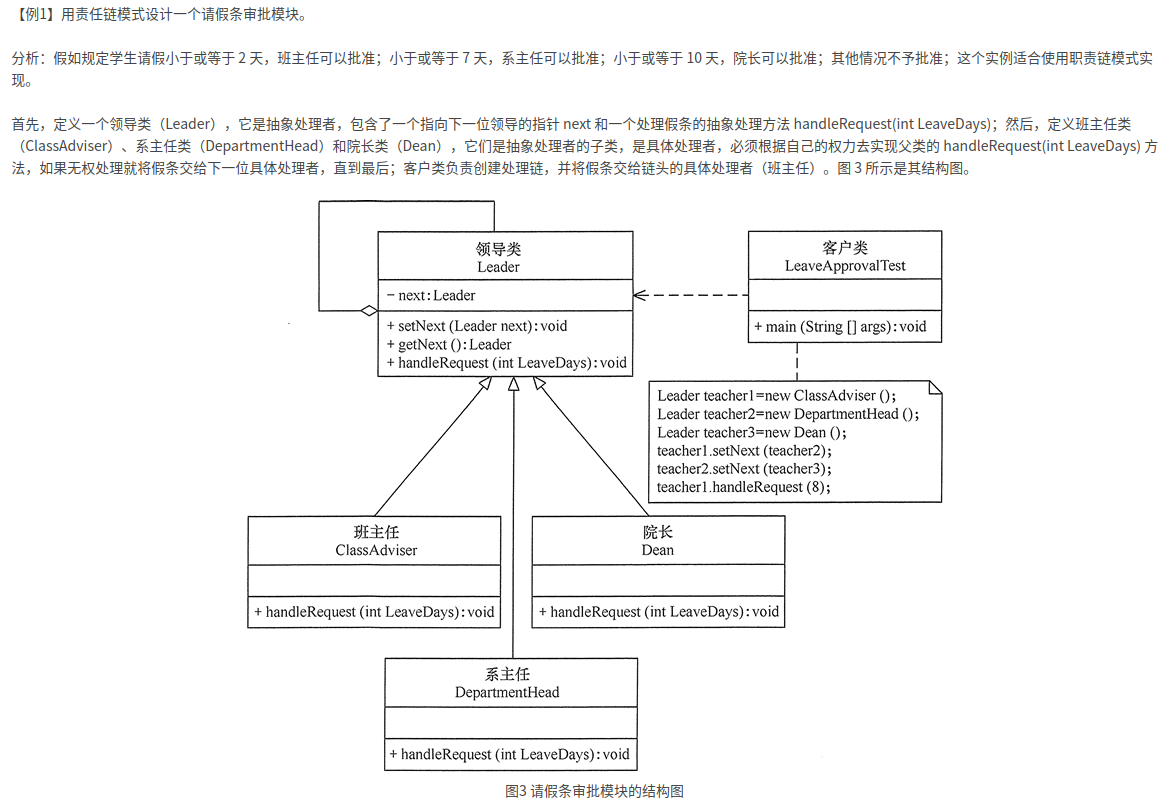 【例1】用责任链模式设计一个请假条审批模块。
分析：假如规定学生请假小于或等于 2 天，班主任可以批准；小于或等于 7 天，系主任可以批准；小于或等于 10 天，院长可以批准；其他情况不予批准；这个实例适合使用职责链模式实
现。
首先，定义一个领导类（Leader），它是抽象处理者，包含了一个指向下一位领导的指针 next 和一个处理假条的抽象处理方法 handleRequest(int LeaveDays)；然后，定义班主任类
（ClassAdviser）、系主任类（DepartmentHead）和院长类（Dean），它们是抽象处理者的子类，是具体处理者，必须根据自己的权力去实现父类的 handleRequest(int LeaveDays) 方
法，如果无权处理就将假条交给下一位具体处理者，直到最后；客户类负责创建处理链，并将假条交给链头的具体处理者（班主任）。图 3 所示是其结构图。
领导类
Leader
− next:Leader
+ setNext (Leader next):void
+ getNext ():Leader
+ handleRequest (int LeaveDays):void
客户类
LeaveApprovalTest
+ main (String [] args):void
Leader teacher1=new ClassAdviser ();
Leader teacher2=new DepartmentHead ();
Leader teacher3=new Dean ();
teacher1.setNext (teacher2);
teacher2.setNext (teacher3);
teacher1.handleRequest (8);
班主任
ClassAdviser
+ handleRequest (int LeaveDays):void
院长
Dean
+ handleRequest (int LeaveDays):void
系主任
DepartmentHead
+ handleRequest (int LeaveDays):void
图3 请假条审批模块的结构图